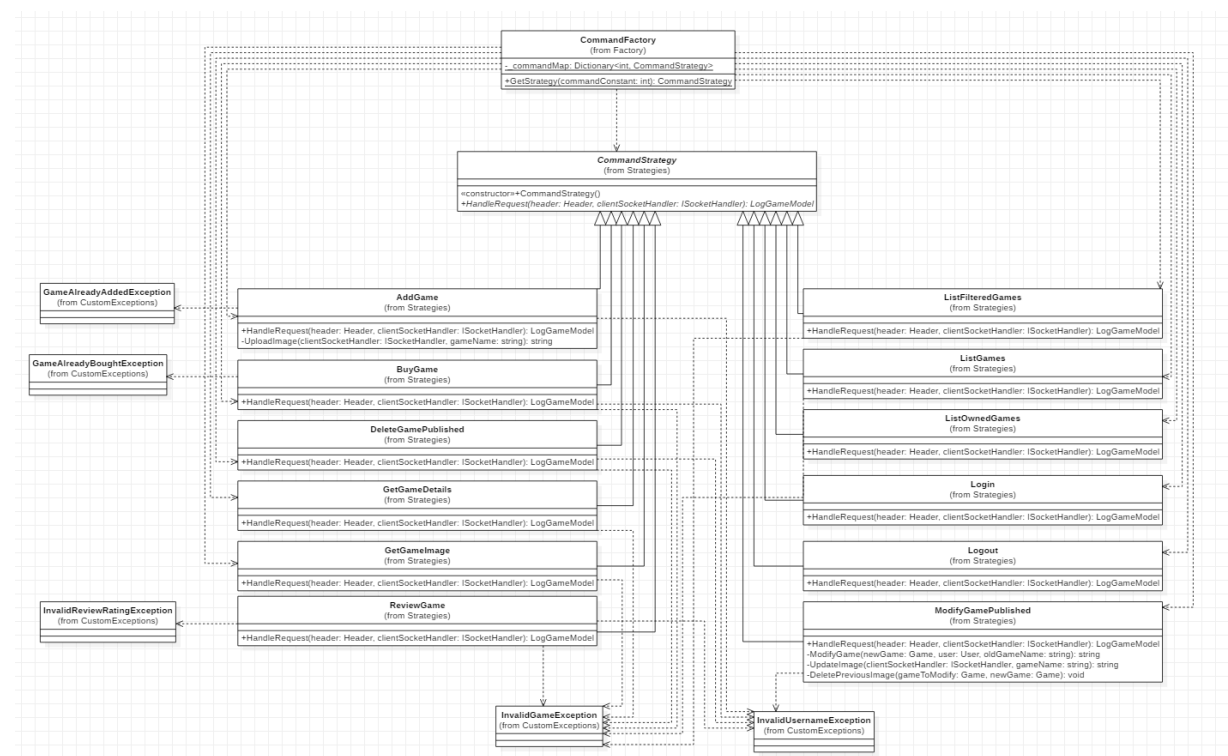 CommandFactory
(from Factory)
-_commandMap: Dictionary<int, CommandStrategy>
+GetStrategy(commandConstant: int): CommandStrategy
CommandStrategy
(from Strategies)
«constructor»+CommandStrategy()
+HandleRequest(header: Header, clientSocketHandler: ISocketHandler): LogGameModel
GameAlreadyAddedException
(from CustomExceptions)
GameAlreadyBoughtException
(from CustomExceptions)
InvalidReviewRatingException
(from CustomExceptions)
AddGame
(from Strategies)
+HandleRequest(header: Header, clientSocketHandler: ISocketHandler): LogGameModel
-UploadImage(clientSocketHandler: ISocketHandler, gameName: string): string
BuyGame
(from Strategies)
+HandleRequest(header: Header, clientSocketHandler: ISocketHandler): LogGameModel
DeleteGamePublished
(from Strategies)
+HandleRequest(header: Header, clientSocketHandler: ISocketHandler): LogGameModel
GetGameDetails
(from Strategies)
+HandleRequest(header: Header, clientSocketHandler: ISocketHandler): LogGameModel
GetGameImage
(from Strategies)
+HandleRequest(header: Header, clientSocketHandler: ISocketHandler): LogGameModel
ReviewGame
(from Strategies)
+HandleRequest(header: Header, clientSocketHandler: ISocketHandler): LogGameModel
ListFilteredGames
(from Strategies)
+HandleRequest(header: Header, clientSocketHandler: ISocketHandler): LogGameModel
ListGames
(from Strategies)
+HandleRequest(header: Header, clientSocketHandler: ISocketHandler): LogGameModel
ListOwnedGames
(from Strategies)
+HandleRequest(header: Header, clientSocketHandler: ISocketHandler): LogGameModel
Login
(from Strategies)
+HandleRequest(header: Header, clientSocketHandler: ISocketHandler): LogGameModel
Logout
(from Strategies)
+HandleRequest(header: Header, clientSocketHandler: ISocketHandler): LogGameModel
ModifyGamePublished
(from Strategies)
+HandleRequest(header: Header, clientSocketHandler: ISocketHandler): LogGameModel
-ModifyGame(newGame: Game, user: User, oldGameName: string): string
-UpdateImage(clientSocketHandler: ISocketHandler, gameName: string): string
-DeletePreviousImage(gameToModify: Game, newGame: Game): void
InvalidGameException
(from CustomExceptions)
InvalidUsernameException
(from CustomExceptions)